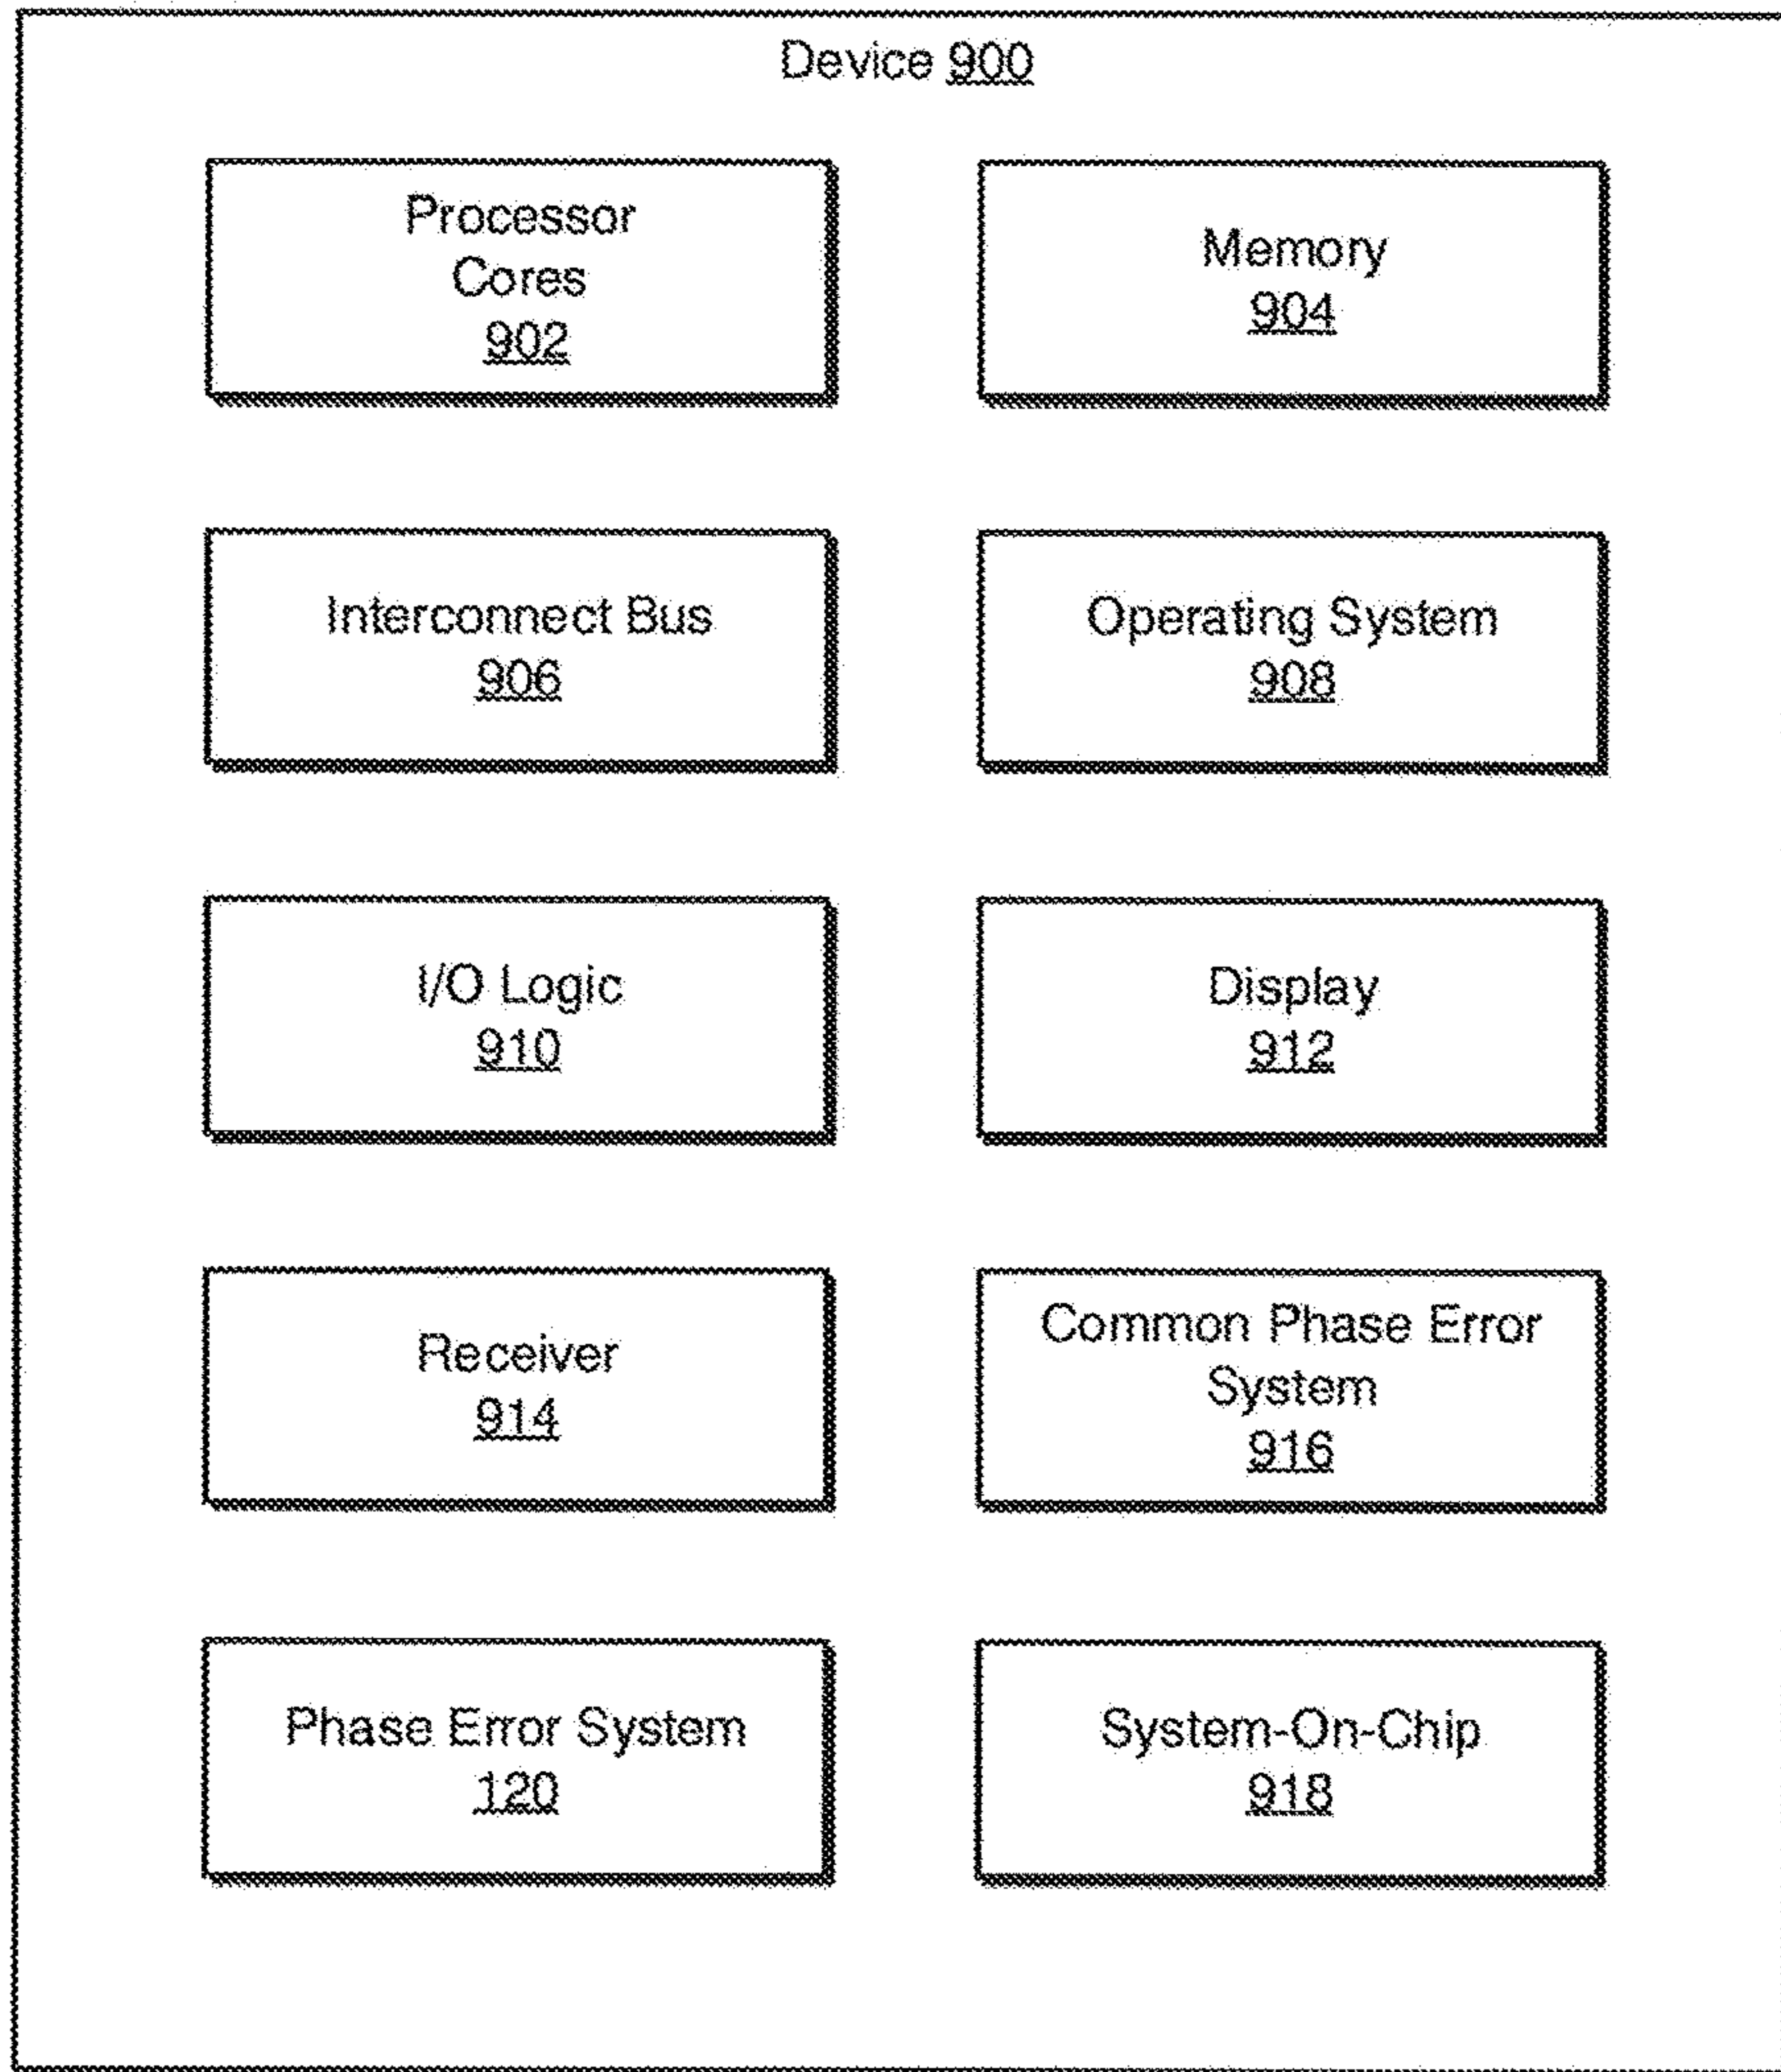 Device 900
Processor
Cores
902
Memory
904
Interconnect Bus
906
Operating System
908
I/O Logic
910
Display
912
Receiver
914
Common Phase Error
System
916
Phase Error System
120
System-On-Chip
918